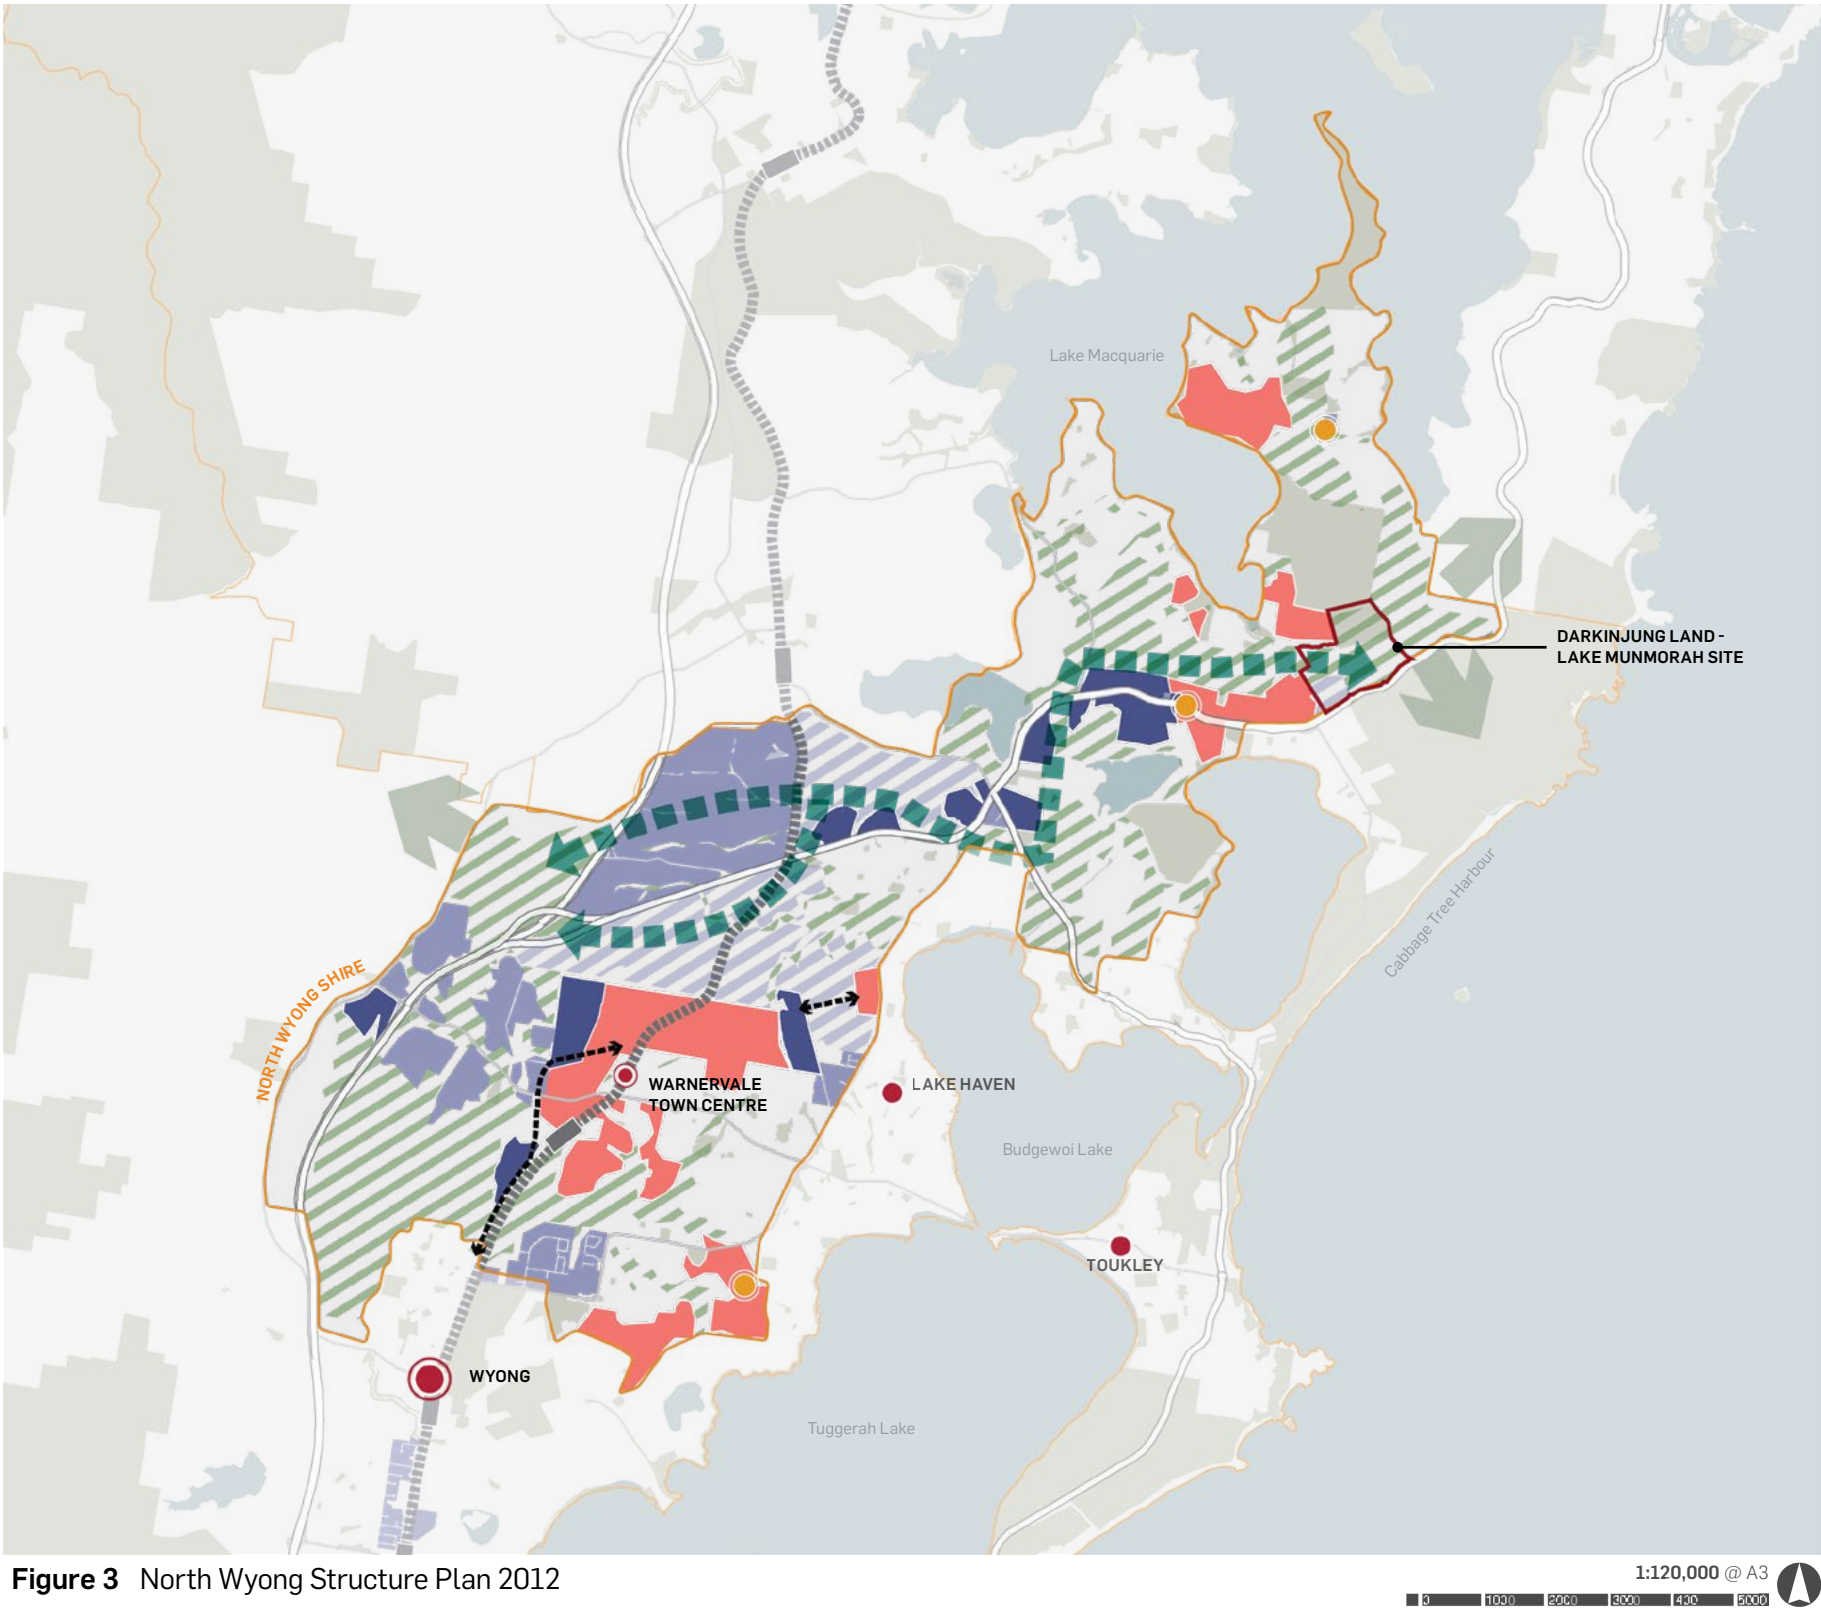 Lake Macquarie
DARKINJUNG LAND -
LAKE MUNMORAH SITE
Cabbage Tree Harbour
NORTH WYONG SHIRE
WARNERVALE
TOWN CENTRE
LAKE HAVEN
Budgewoi Lake
TOUKLEY
WYONG
Tuggerah Lake
Figure 3 North Wyong Structure Plan 2012
1:120,000 @ A3
0 1000 2000 3000 400 5000